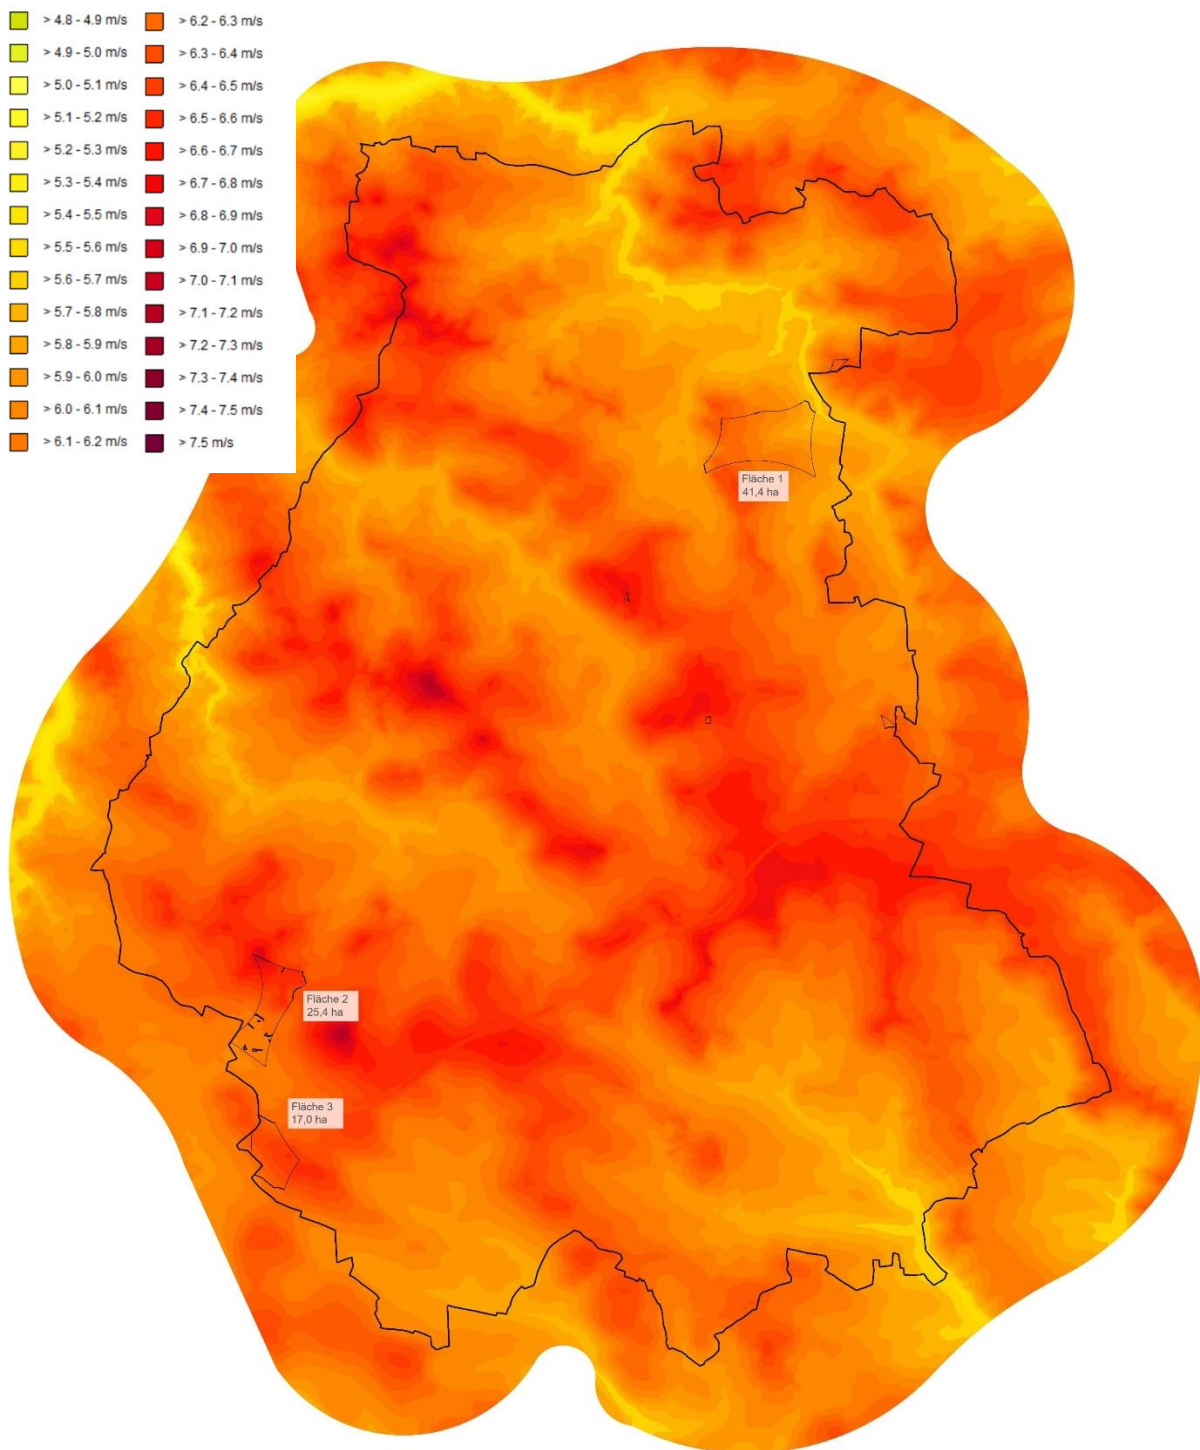 > 4.8 - 4.9 m/s
> 4.9 - 5.0 m/s
> 5.0 - 5.1 m/s
> 5.1 - 5.2 m/s
> 5.2 - 5.3 m/s
> 5.3 - 5.4 m/s
> 5.4 - 5.5 m/s
> 5.5 - 5.6 m/s
> 5.6 - 5.7 m/s
> 5.7 - 5.8 m/s
> 5.8 - 5.9 m/s
> 5.9 - 6.0 m/s
> 6.0 - 6.1 m/s
> 6.1 - 6.2 m/s
> 6.2 - 6.3 m/s
> 6.3 - 6.4 m/s
> 6.4 - 6.5 m/s
> 6.5 - 6.6 m/s
> 6.6 - 6.7 m/s
> 6.7 - 6.8 m/s
> 6.8 - 6.9 m/s
> 6.9 - 7.0 m/s
> 7.0 - 7.1 m/s
> 7.1 - 7.2 m/s
> 7.2 - 7.3 m/s
> 7.3 - 7.4 m/s
> 7.4 - 7.5 m/s
> 7.5 m/s
Fläche 1
41,4 ha
Fläche 2
25,4 ha
Fläche 3
17,0 ha